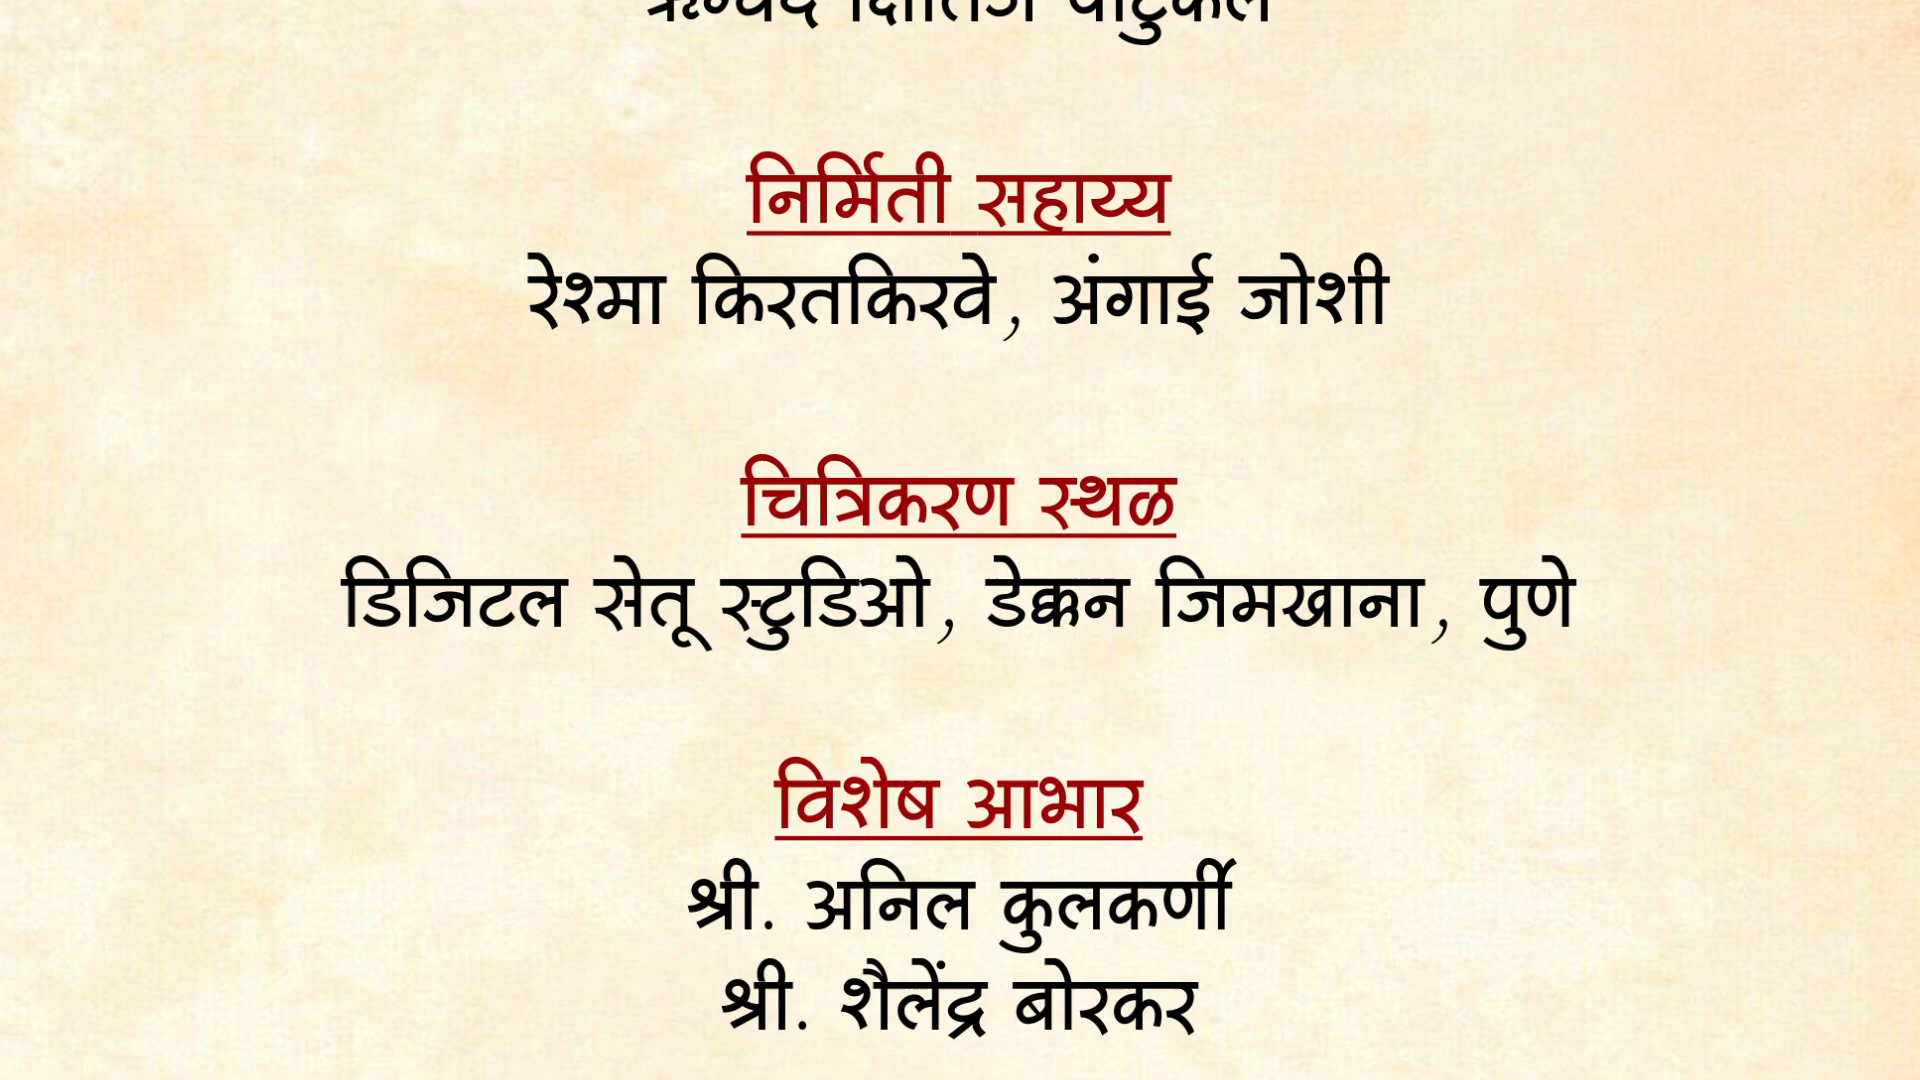 निर्मिती सहाय्य
रेश्मा किरतकिरवे, अंगाई जोशी
चित्रिकरण स्थळ
डिजिटल सेतू स्टुडिओ, डेक्कन जिमखाना, पुणे
विशेष आभार
श्री. अनिल कुलकर्णी
श्री. शैलेंद्र बोरकर